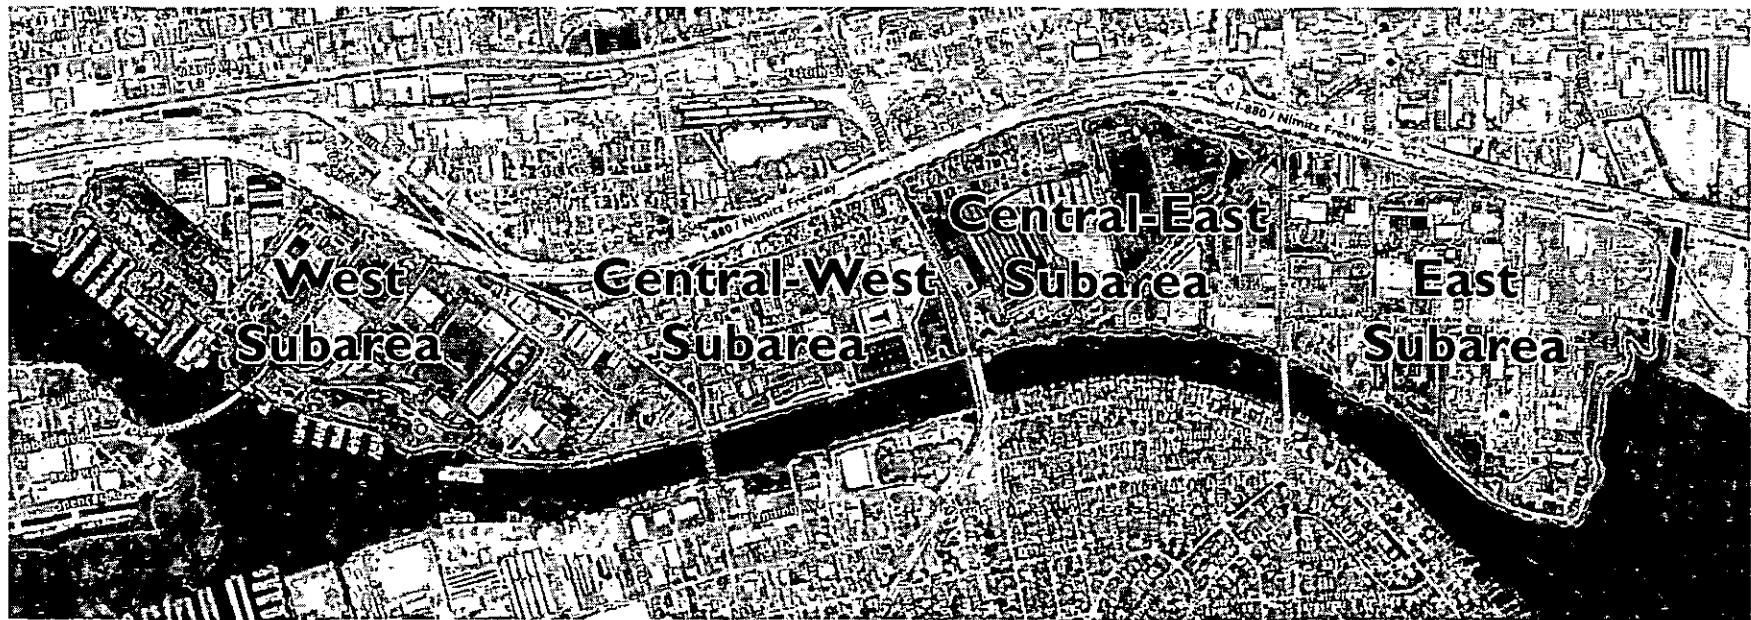 I-880 / Nimitz Freeway
880 / Nimitz Freeway
Central-East
Subarea
West
Subarea
Central-West
Subarea
East
Subarea